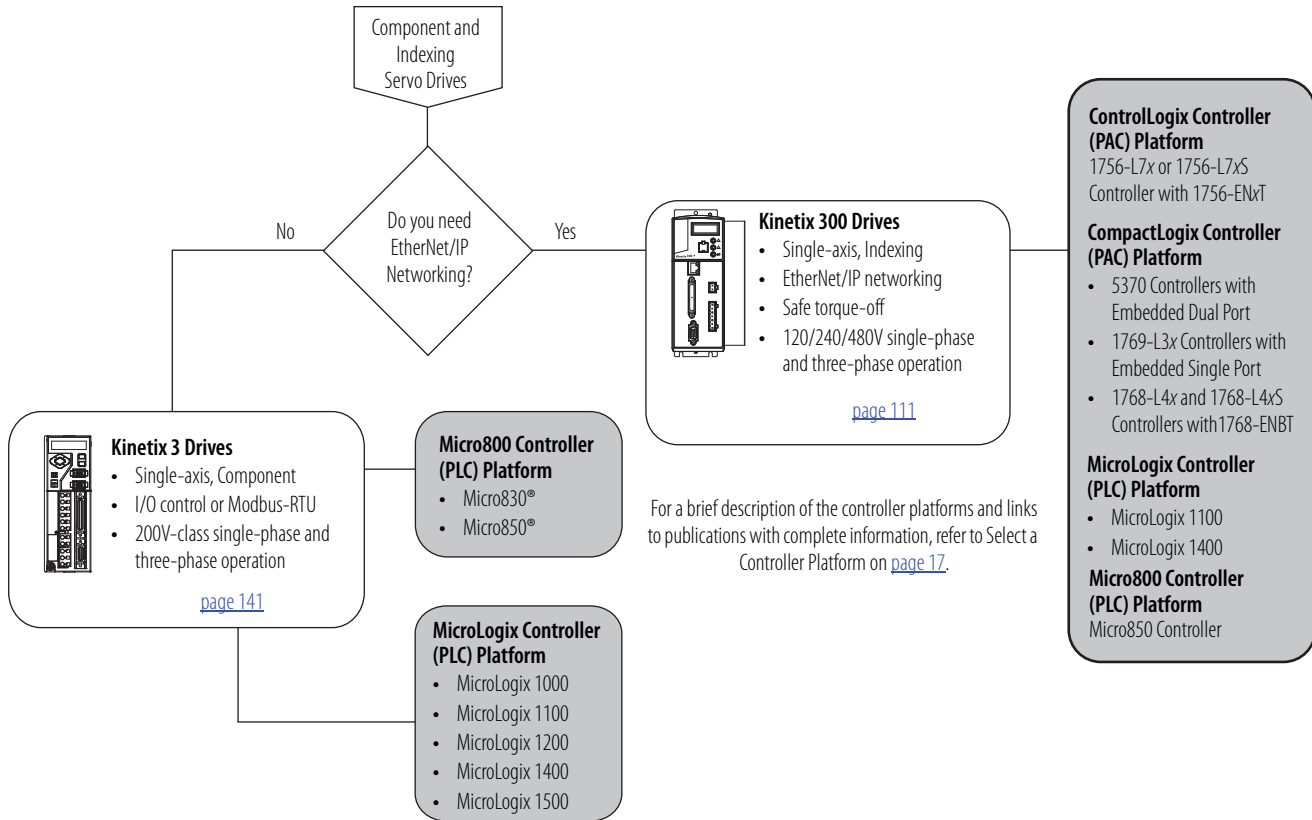 Component and
Indexing
Servo Drives
Do you need
EtherNet/IP
Networking?
No
Yes
Kinetix 300 Drives
• Single-axis, Indexing
• EtherNet/IP networking
• Safe torque-off
• 120/240/480V single-phase
and three-phase operation
page 111
ControlLogix Controller
(PAC) Platform
1756-L7x or 1756-L7xS
Controller with 1756-ENxT
CompactLogix Controller
(PAC) Platform
• 5370 Controllers with
Embedded Dual Port
• 1769-L3x Controllers with
Embedded Single Port
• 1768-L4x and 1768-L4xS
Controllers with1768-ENBT
MicroLogix Controller
(PLC) Platform
• MicroLogix 1100
• MicroLogix 1400
Micro800 Controller
(PLC) Platform
Micro850 Controller
Kinetix 3 Drives
• Single-axis, Component
• I/O control or Modbus-RTU
• 200V-class single-phase and
three-phase operation
page 141
Micro800 Controller
(PLC) Platform
• Micro830®
• Micro850®
For a brief description of the controller platforms and links
to publications with complete information, refer to Select a
Controller Platform on page 17.
MicroLogix Controller
(PLC) Platform
• MicroLogix 1000
• MicroLogix 1100
• MicroLogix 1200
• MicroLogix 1400
• MicroLogix 1500